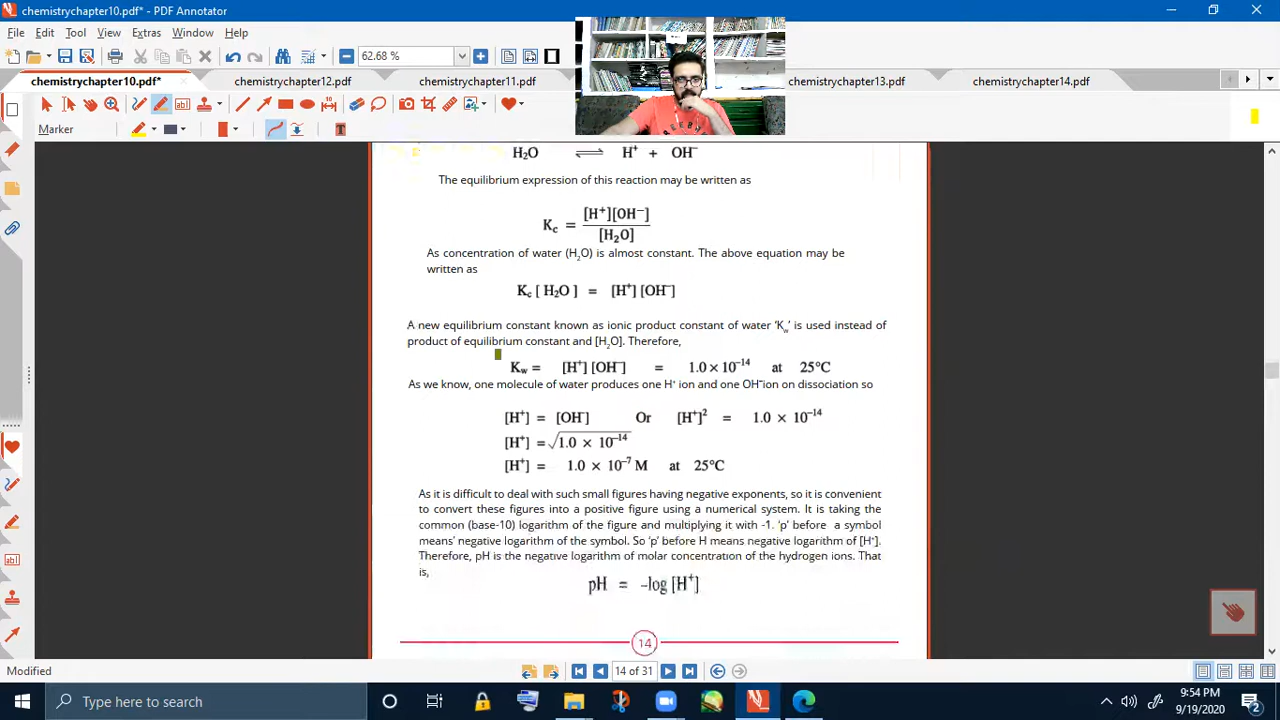 chemistrychapter10.pdf* - PDF Annotator
File Edit Tool View Extras Window Help
62.68 %
chemistrychapter10.pdf* chemistrychapter12.pdf chemistrychapter11.pdf chemistrychapter13.pdf chemistrychapter14.pdf
Marker
H₂O ⇌ H⁺ + OH⁻
The equilibrium expression of this reaction may be written as
K_c = [H⁺][OH⁻] / [H₂O]
As concentration of water (H₂O) is almost constant. The above equation may be
written as
K_c [ H₂O ] = [H⁺] [OH⁻]
A new equilibrium constant known as ionic product constant of water ‘K_w’ is used instead of
product of equilibrium constant and [H₂O]. Therefore,
K_w = [H⁺] [OH⁻] = 1.0 × 10⁻¹⁴ at 25°C
As we know, one molecule of water produces one H⁺ ion and one OH⁻ion on dissociation so
[H⁺] = [OH⁻] Or [H⁺]² = 1.0 × 10⁻¹⁴
[H⁺] = √1.0 × 10⁻¹⁴
[H⁺] = 1.0 × 10⁻⁷ M at 25°C
As it is difficult to deal with such small figures having negative exponents, so it is convenient
to convert these figures into a positive figure using a numerical system. It is taking the
common (base-10) logarithm of the figure and multiplying it with -1. ‘p’ before a symbol
means’ negative logarithm of the symbol. So ‘p’ before H means negative logarithm of [H⁺].
Therefore, pH is the negative logarithm of molar concentration of the hydrogen ions. That
is,
pH = -log [H⁺]
14
Modified
14 of 31
Type here to search
9:54 PM
9/19/2020
2